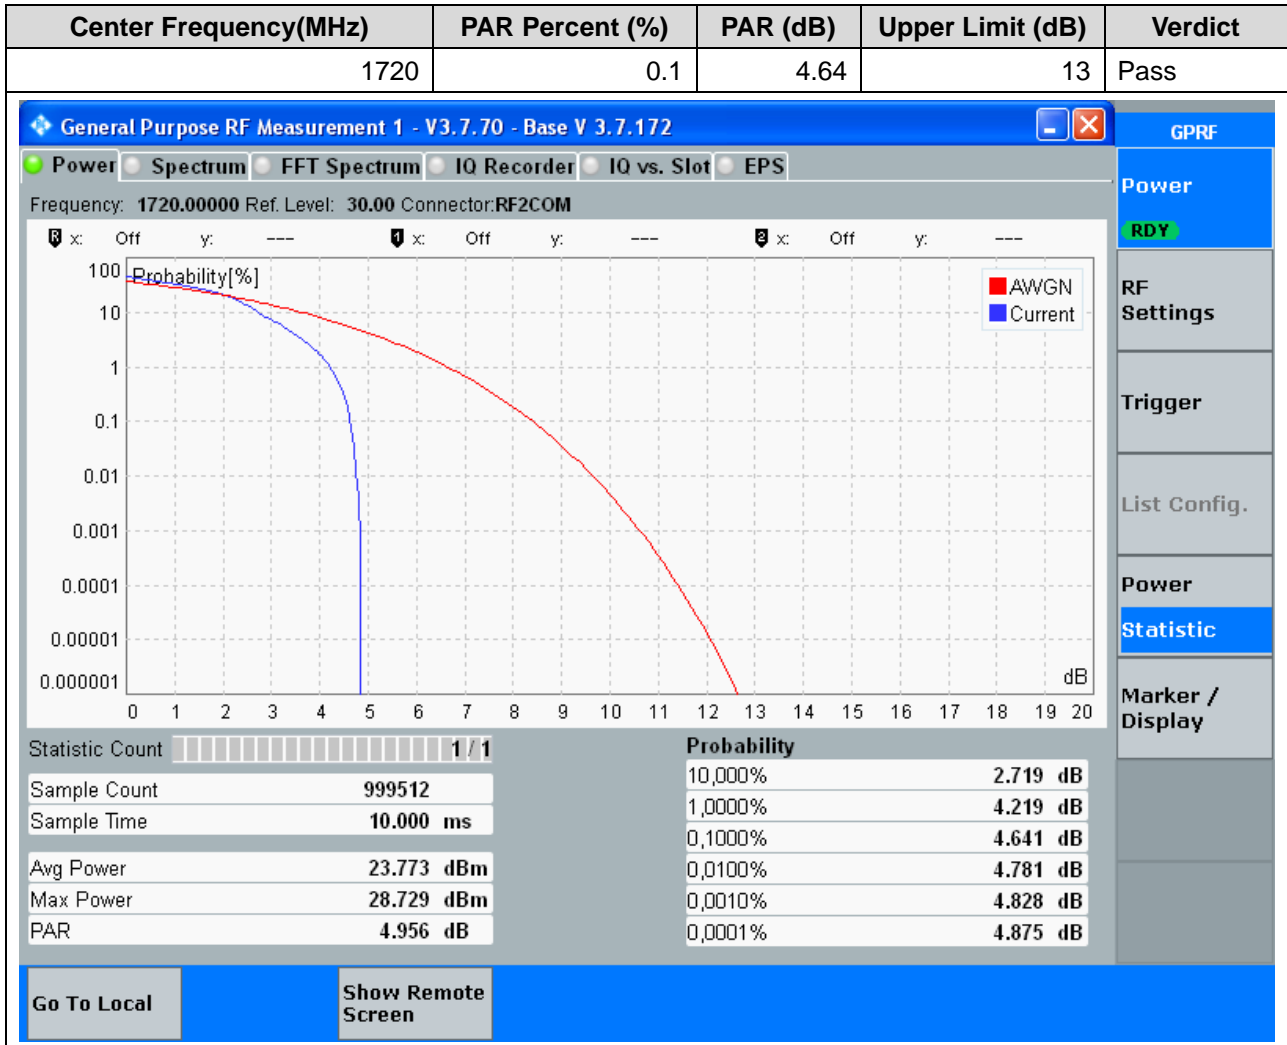 Center Frequency(MHz) PAR Percent (%) PAR (dB) Upper Limit (dB) Verdict
1720 0.1 4.64 13 Pass
General Purpose RF Measurement 1 - V3.7.70 - Base V 3.7.172
GPRF
Power Spectrum FFT Spectrum IQ Recorder IQ vs. Slot EPS
Frequency: 1720.00000 Ref. Level: 30.00 Connector:RF2COM
R x: Off y: --- 1 x: Off y: --- 2 x: Off y: ---
Probability[%]
AWGN
Current
100
10
1
0.1
0.01
0.001
0.0001
0.00001
0.000001
dB
0 1 2 3 4 5 6 7 8 9 10 11 12 13 14 15 16 17 18 19 20
Statistic Count 1 / 1
Sample Count 999512
Sample Time 10.000 ms
Avg Power 23.773 dBm
Max Power 28.729 dBm
PAR 4.956 dB
Probability
10,000% 2.719 dB
1,0000% 4.219 dB
0,1000% 4.641 dB
0,0100% 4.781 dB
0,0010% 4.828 dB
0,0001% 4.875 dB
Power
RDY
RF
Settings
Trigger
List Config.
Power
Statistic
Marker /
Display
Go To Local
Show Remote
Screen